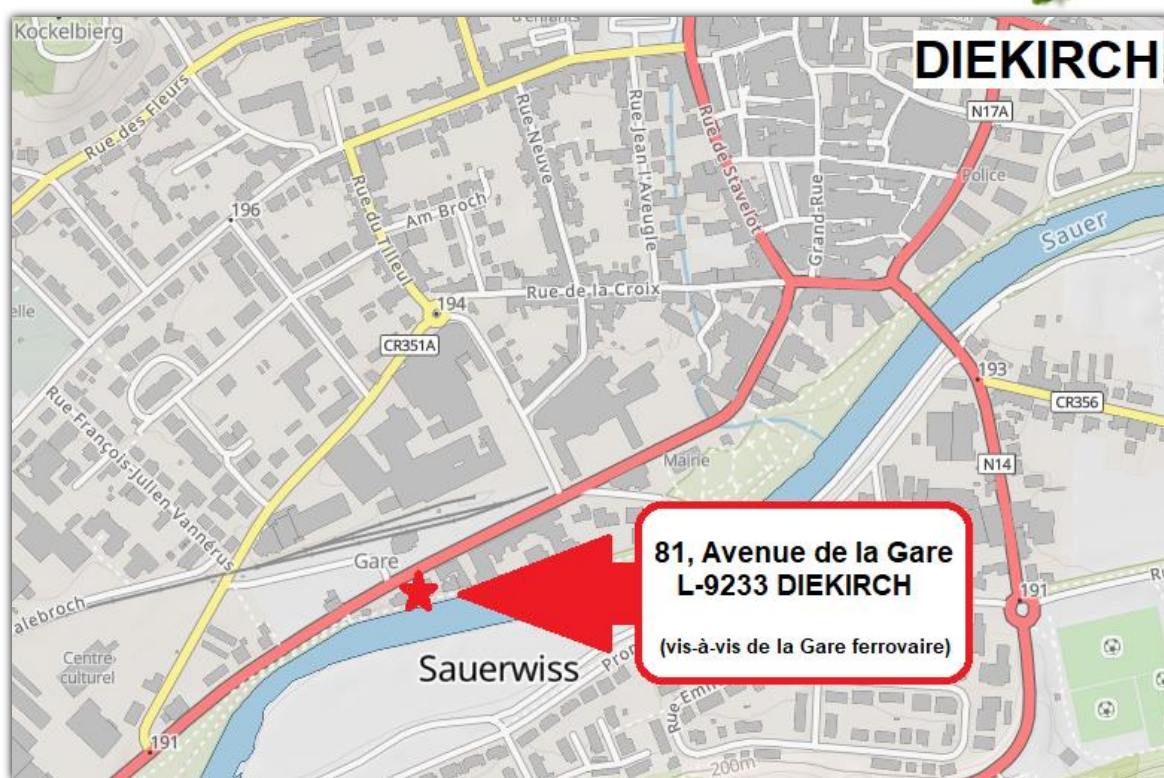 Kockelbierg
DIEKIRCH
Rue des Fleurs
Rue Neuve
Rue Jean l'Aveugle
Rue de Stavelot
N17A
Police
196
Am Broch
Rue du Tilleul
Grand-Rue
Sauer
Rue de la Croix
194
CR351A
193
CR356
Rue François-Julien Vannérus
Mairie
N14
Gare
81, Avenue de la Gare
L-9233 DIEKIRCH
(vis-à-vis de la Gare ferrovaire)
191
Centre
culturel
Sauerwiss
191
200m